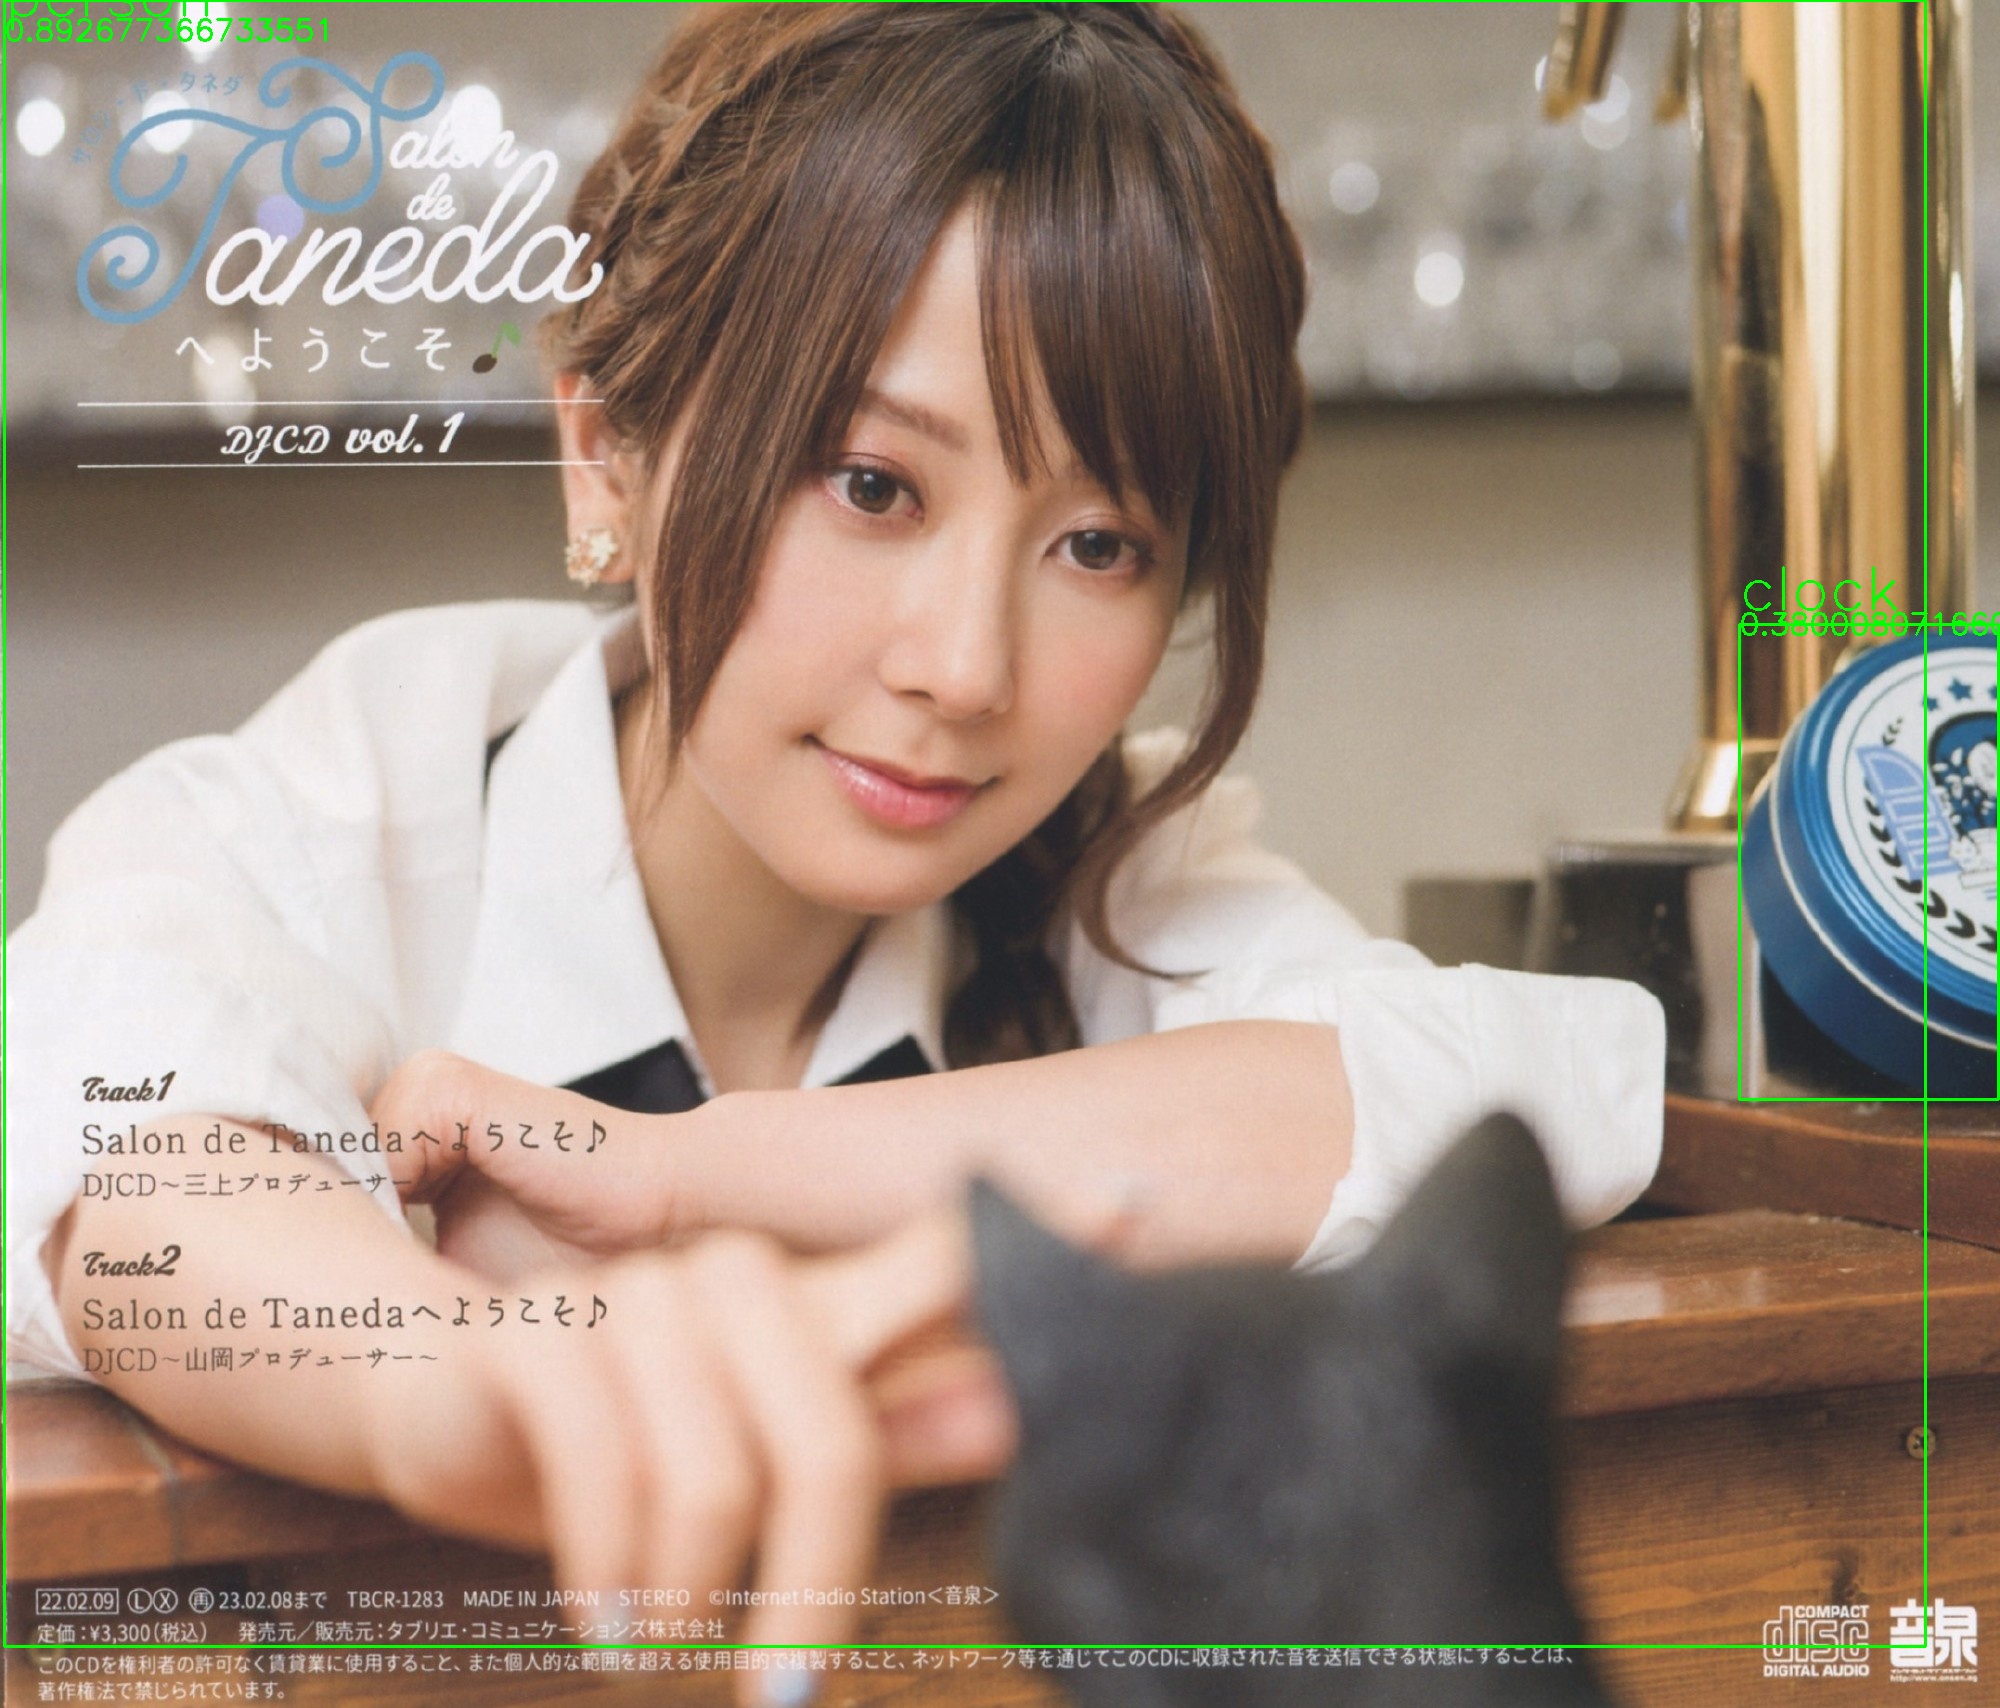 person
0.892677366733551
サロン・ド・タネダ
Salon
de
Taneda
へようこそ
DJCD vol.1
clock
0.380008071666
Track1
Salon de Tanedaへようこそ♪
DJCD～三上プロデューサー
Track2
Salon de Tanedaへようこそ♪
DJCD～山岡プロデューサー～
22.02.09 Ⓛ Ⓧ 再 23.02.08まで TBCR-1283 MADE IN JAPAN STEREO ©Internet Radio Station＜音泉＞
定価：¥3,300（税込） 発売元／販売元：タブリエ・コミュニケーションズ株式会社
このCDを権利者の許可なく賃貸業に使用すること、また個人的な範囲を超える使用目的で複製すること、ネットワーク等を通じてこのCDに収録された音を送信できる状態にすることは、
著作権法で禁じられています。
COMPACT
disc
DIGITAL AUDIO
音泉
http://www.onsen.ag